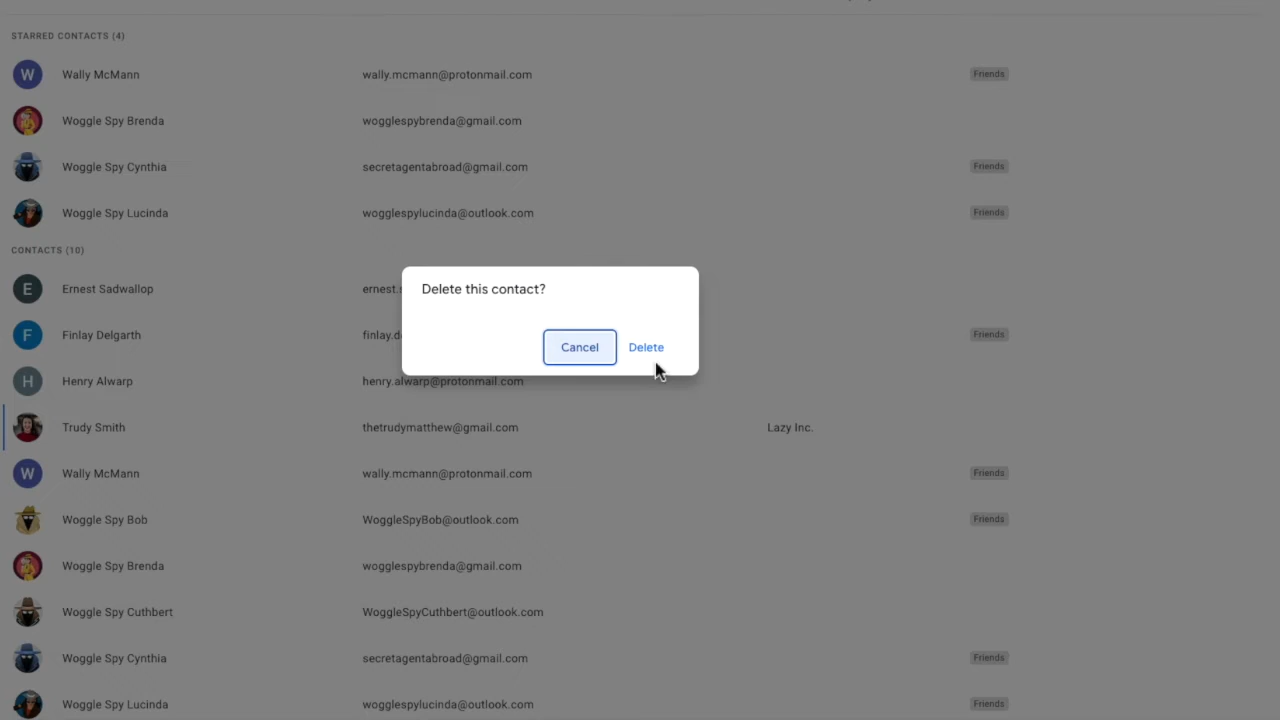 STARRED CONTACTS (4)
W Wally McMann wally.mcmann@protonmail.com Friends
Woggle Spy Brenda wogglespybrenda@gmail.com
Woggle Spy Cynthia secretagentabroad@gmail.com Friends
Woggle Spy Lucinda wogglespylucinda@outlook.com Friends
CONTACTS (10)
E Ernest Sadwallop ernest.
Delete this contact?
F Finlay Delgarth finlay.d Friends
Cancel Delete
H Henry Alwarp henry.alwarp@protonmail.com
Trudy Smith thetrudymatthew@gmail.com Lazy Inc.
W Wally McMann wally.mcmann@protonmail.com Friends
Woggle Spy Bob WoggleSpyBob@outlook.com Friends
Woggle Spy Brenda wogglespybrenda@gmail.com
Woggle Spy Cuthbert WoggleSpyCuthbert@outlook.com
Woggle Spy Cynthia secretagentabroad@gmail.com Friends
Woggle Spy Lucinda wogglespylucinda@outlook.com Friends